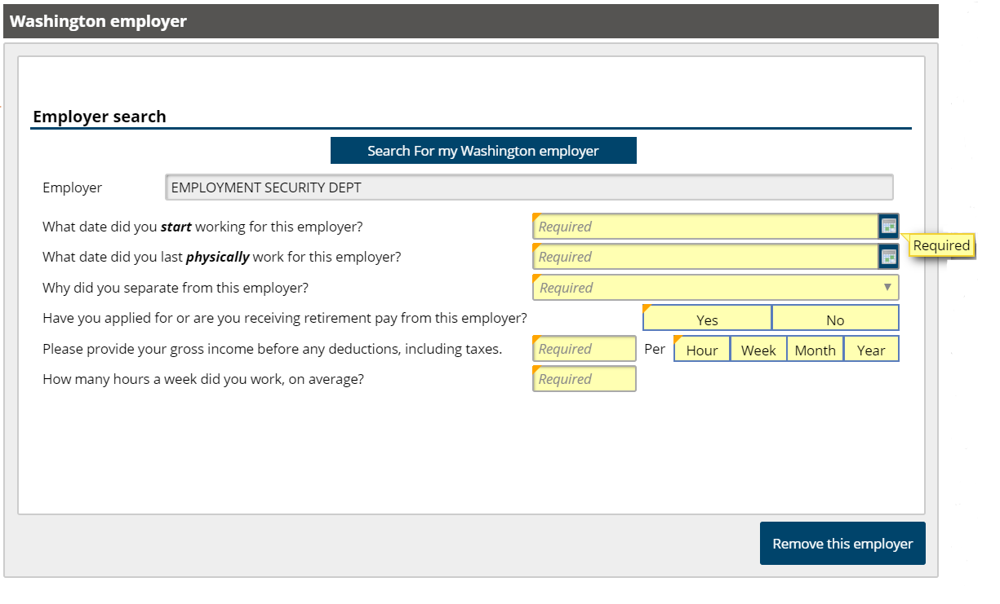 Washington employer
Employer search
Search For my Washington employer
Employer EMPLOYMENT SECURITY DEPT
What date did you start working for this employer? Required
Required
What date did you last physically work for this employer? Required
Why did you separate from this employer? Required
Have you applied for or are you receiving retirement pay from this employer? Yes No
Please provide your gross income before any deductions, including taxes. Required Per Hour Week Month Year
How many hours a week did you work, on average? Required
Remove this employer